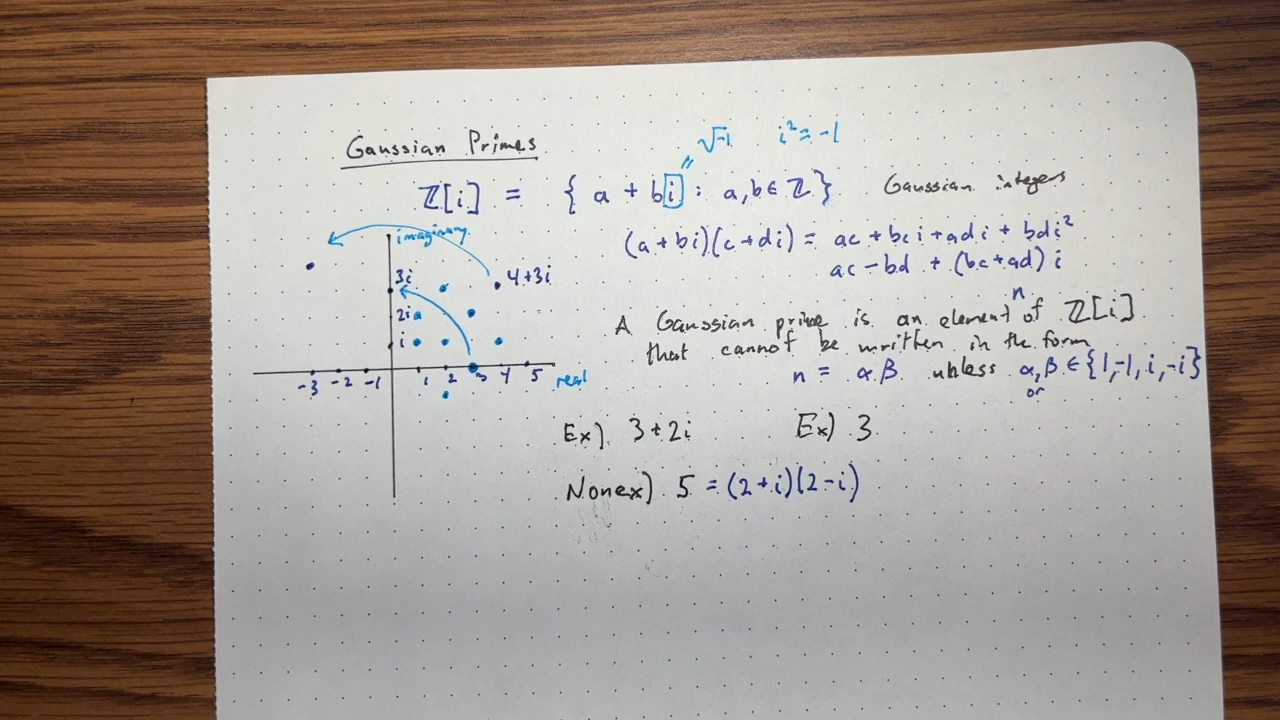 Gaussian Primes
√-1 i² = -1
ℤ[i] = { a + bi : a, b ∈ ℤ } Gaussian integers
(a + bi)(c + di) = ac + bci + adi + bdi²
ac - bd + (bc + ad) i
imaginary
3i
4 + 3i
2i
i
-3 -2 -1 1 2 3 4 5 real
n
A Gaussian prime is an element of ℤ[i]
that cannot be written in the form
n = αβ unless α, β ∈ {1, -1, i, -i}
or
Ex) 3 + 2i Ex) 3
Nonex) 5 = (2 + i)(2 - i)